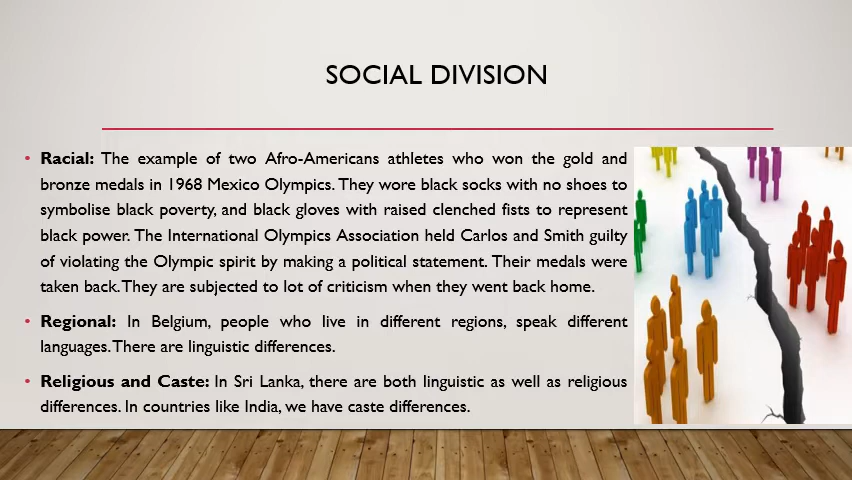 SOCIAL DIVISION
• Racial: The example of two Afro-Americans athletes who won the gold and
bronze medals in 1968 Mexico Olympics. They wore black socks with no shoes to
symbolise black poverty, and black gloves with raised clenched fists to represent
black power. The International Olympics Association held Carlos and Smith guilty
of violating the Olympic spirit by making a political statement. Their medals were
taken back.They are subjected to lot of criticism when they went back home.
• Regional: In Belgium, people who live in different regions, speak different
languages.There are linguistic differences.
• Religious and Caste: In Sri Lanka, there are both linguistic as well as religious
differences. In countries like India, we have caste differences.